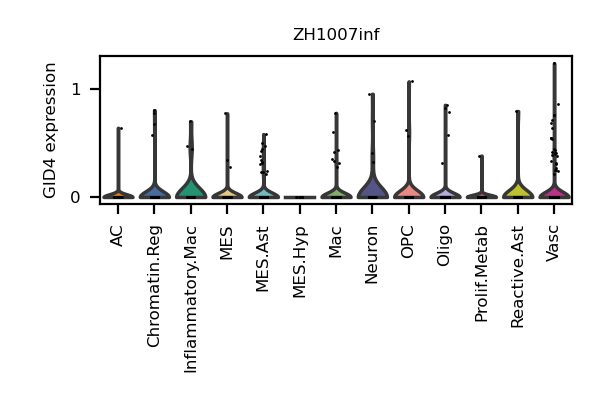 ZH1007inf
GID4 expression
1
0
AC
Chromatin.Reg
Inflammatory.Mac
MES
MES.Ast
MES.Hyp
Mac
Neuron
OPC
Oligo
Prolif.Metab
Reactive.Ast
Vasc